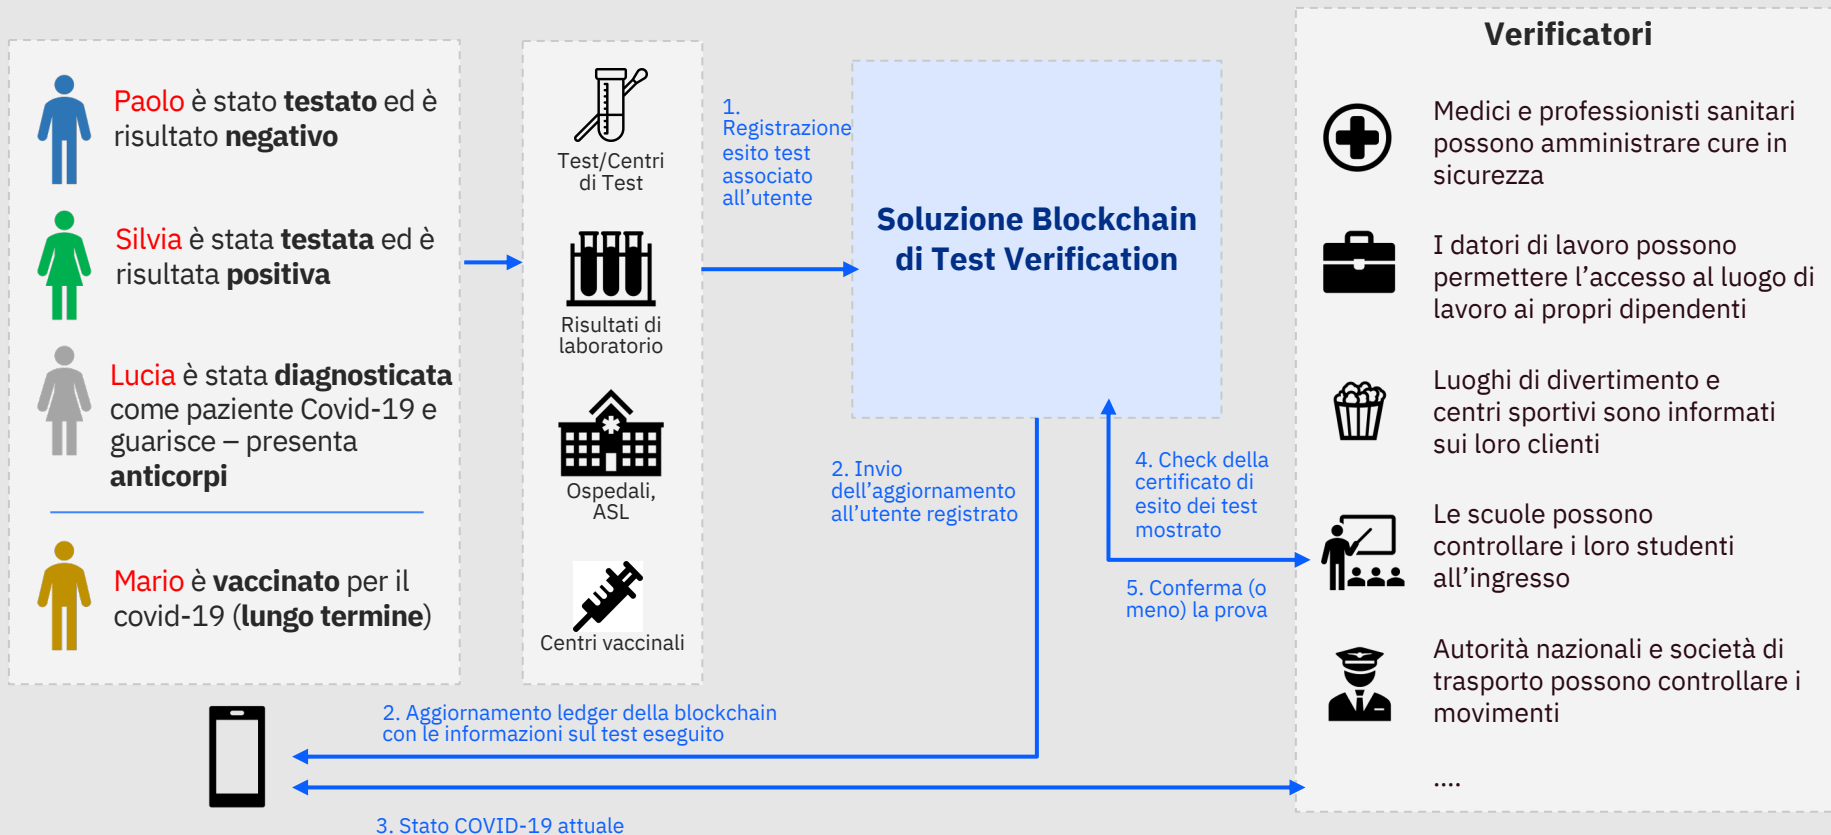 Paolo è stato testato ed è
risultato negativo
Silvia è stata testata ed è
risultata positiva
Lucia è stata diagnosticata
come paziente Covid-19 e
guarisce – presenta
anticorpi
Mario è vaccinato per il
covid-19 (lungo termine)
Test/Centri
di Test
Risultati di
laboratorio
Ospedali,
ASL
Centri vaccinali
1.
Registrazione
esito test
associato
all’utente
Soluzione Blockchain
di Test Verification
2. Invio
dell’aggiornamento
all’utente registrato
4. Check della
certificato di
esito dei test
mostrato
5. Conferma (o
meno) la prova
2. Aggiornamento ledger della blockchain
con le informazioni sul test eseguito
3. Stato COVID-19 attuale
Verificatori
Medici e professionisti sanitari
possono amministrare cure in
sicurezza
I datori di lavoro possono
permettere l’accesso al luogo di
lavoro ai propri dipendenti
Luoghi di divertimento e
centri sportivi sono informati
sui loro clienti
Le scuole possono
controllare i loro studenti
all’ingresso
Autorità nazionali e società di
trasporto possono controllare i
movimenti
....